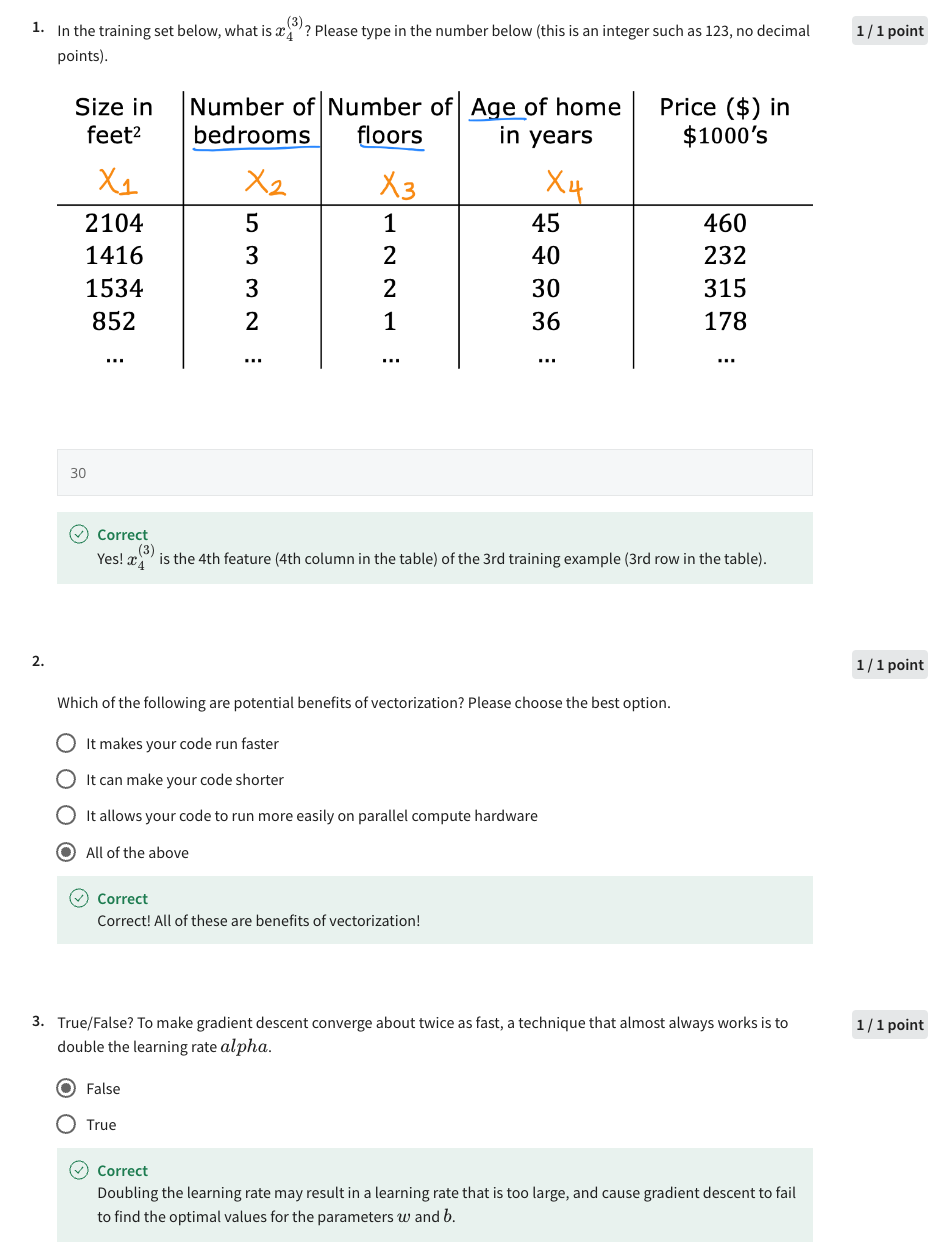 1. In the training set below, what is x₄⁽³⁾? Please type in the number below (this is an integer such as 123, no decimal
points).
1 / 1 point
Size in Number of Number of Age of home Price ($) in
feet² bedrooms floors in years $1000's
X1 X2 X3 X4
2104 5 1 45 460
1416 3 2 40 232
1534 3 2 30 315
852 2 1 36 178
... ... ... ... ...
30
Correct
Yes! x₄⁽³⁾ is the 4th feature (4th column in the table) of the 3rd training example (3rd row in the table).
2.
1 / 1 point
Which of the following are potential benefits of vectorization? Please choose the best option.
It makes your code run faster
It can make your code shorter
It allows your code to run more easily on parallel compute hardware
All of the above
Correct
Correct! All of these are benefits of vectorization!
3. True/False? To make gradient descent converge about twice as fast, a technique that almost always works is to
double the learning rate alpha.
1 / 1 point
False
True
Correct
Doubling the learning rate may result in a learning rate that is too large, and cause gradient descent to fail
to find the optimal values for the parameters w and b.